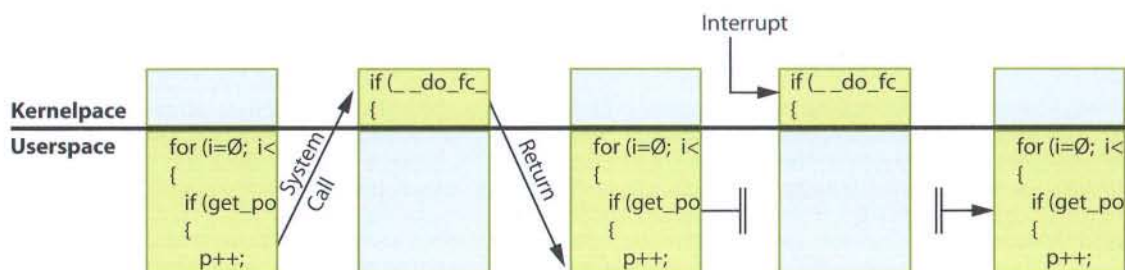 Interrupt
if (_ _do_fc_
{
if (_ _do_fc_
{
Kernelpace
Userspace
for (i=Ø; i<
{
if (get_po
{
p++;
System
Call
Return
for (i=Ø; i<
{
if (get_po
{
p++;
for (i=Ø; i<
{
if (get_po
{
p++;